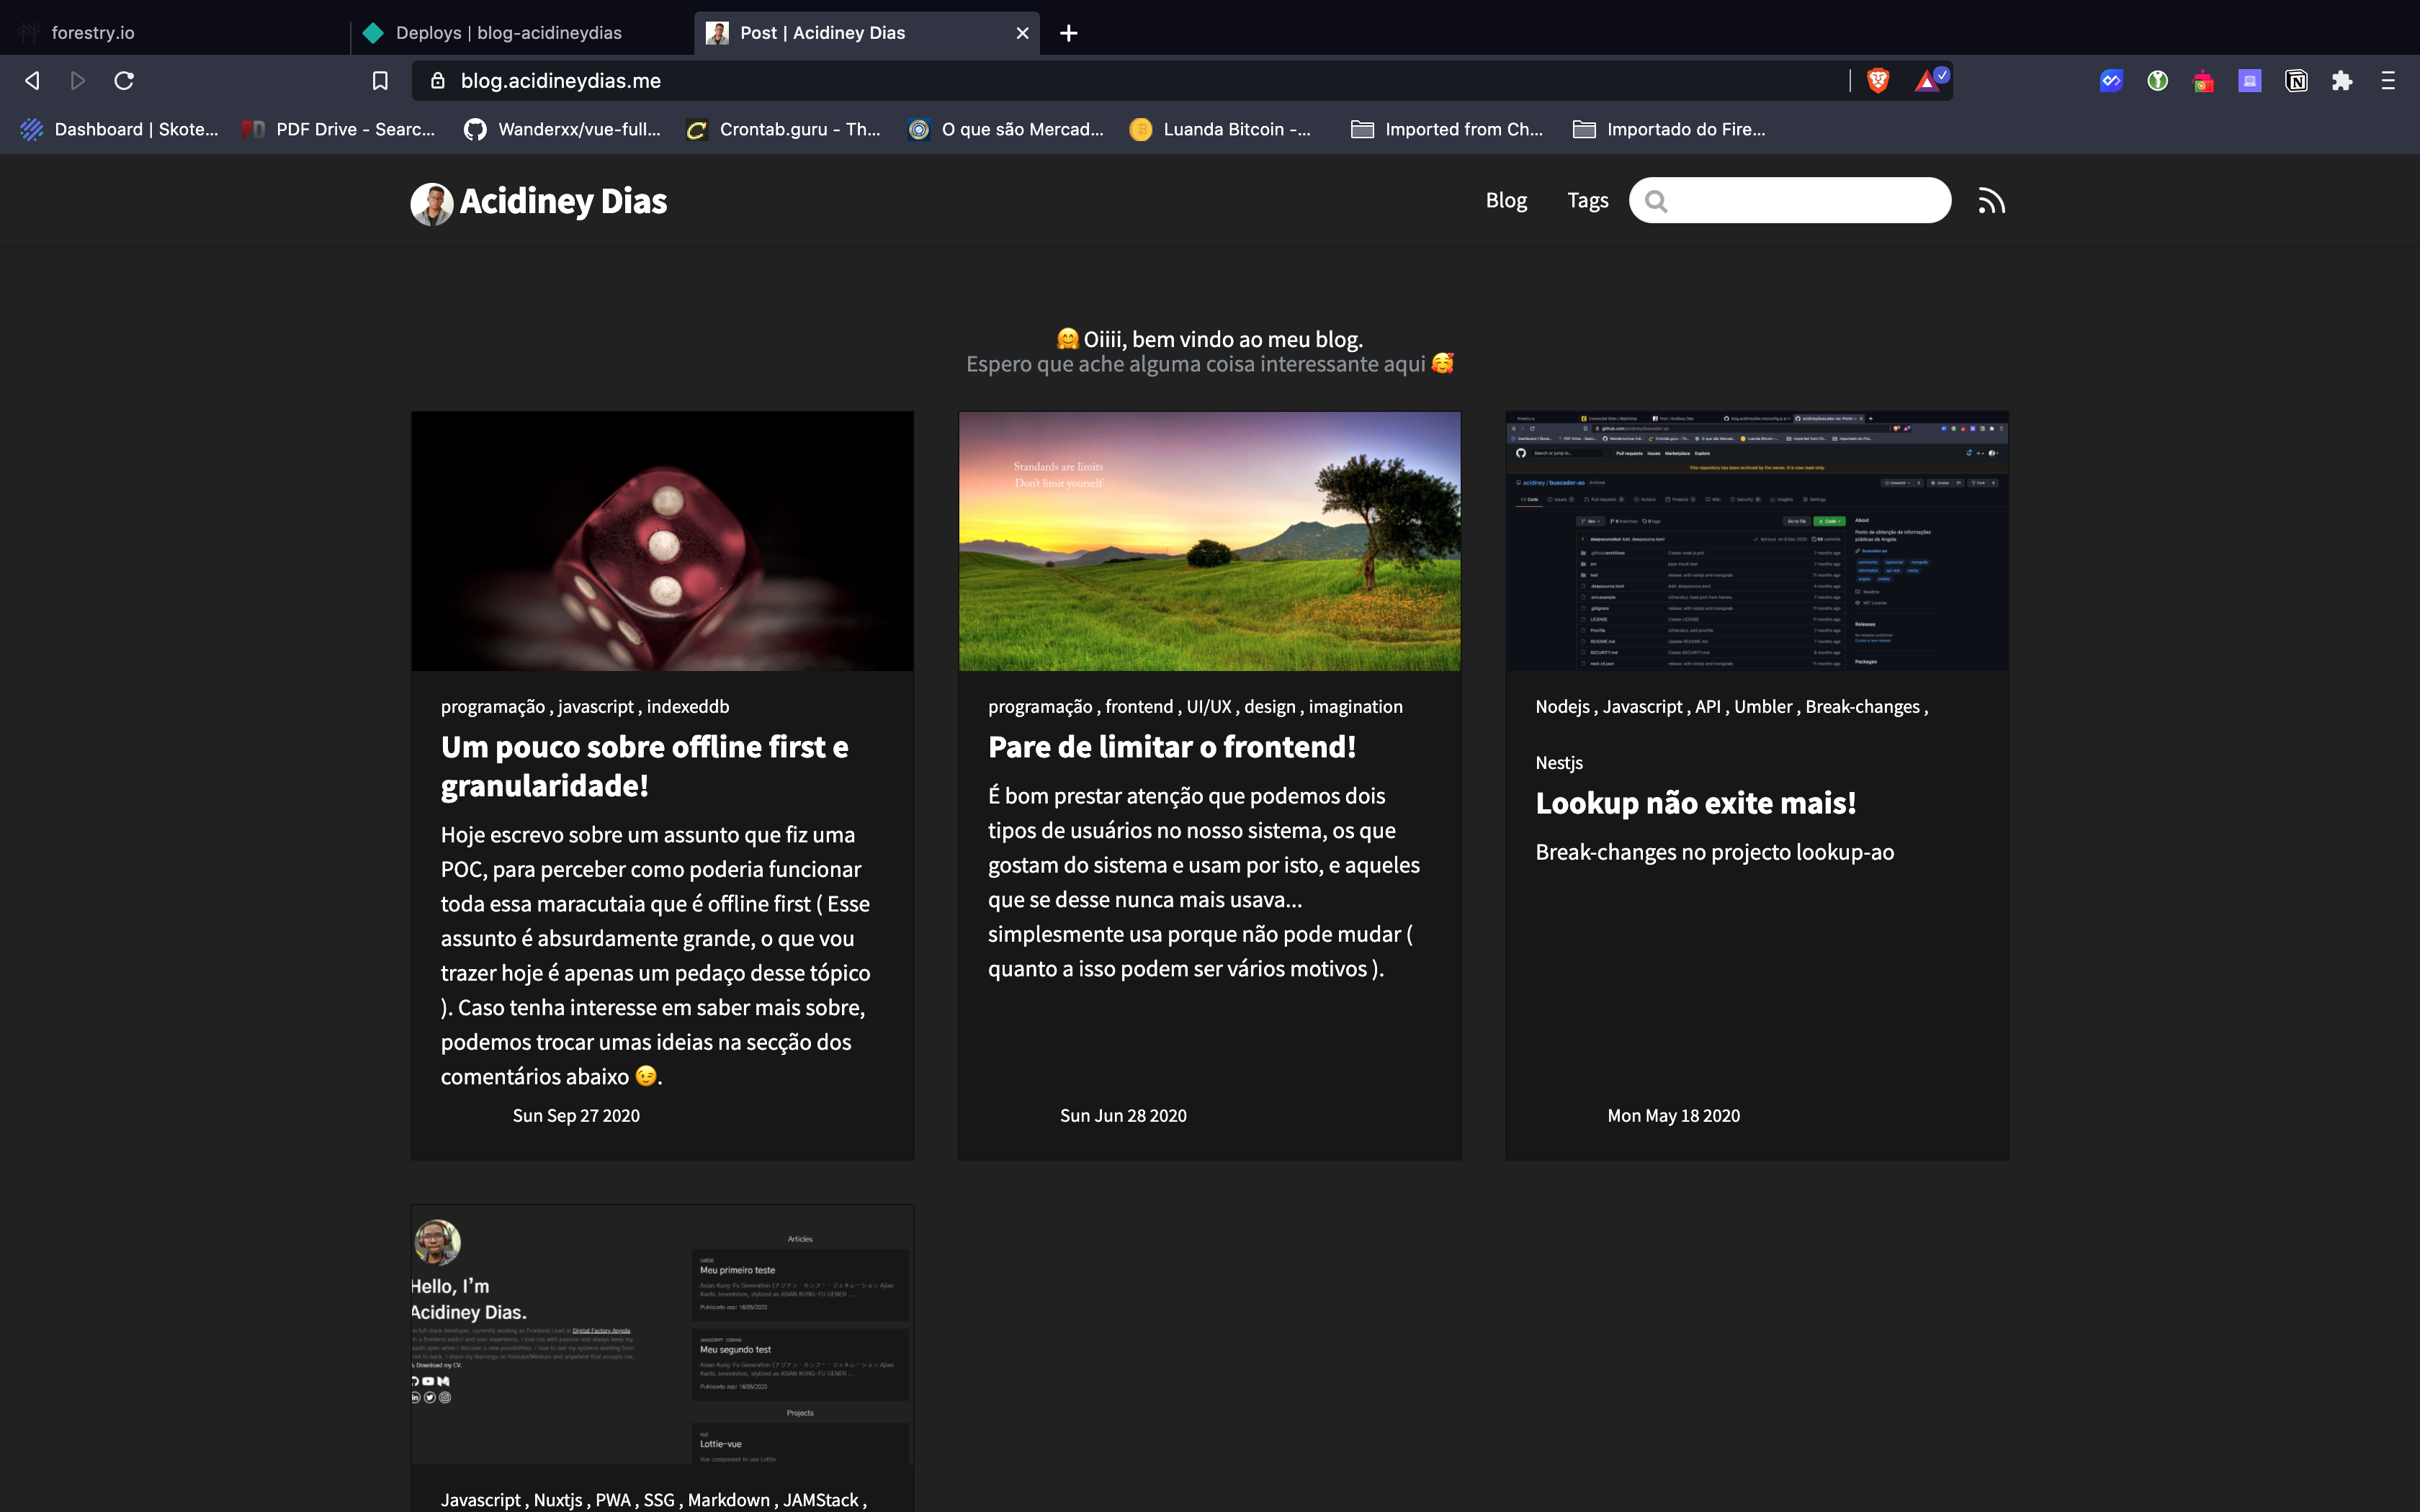 forestry.io
Deploys | blog-acidineydias
Post | Acidiney Dias
blog.acidineydias.me
Dashboard | Skote...
PDF Drive - Searc...
Wanderxx/vue-full...
Crontab.guru - Th...
O que são Mercad...
Luanda Bitcoin -...
Imported from Ch...
Importado do Fire...
Acidiney Dias
Blog
Tags
🤗 Oiiii, bem vindo ao meu blog.
Espero que ache alguma coisa interessante aqui 🥰
programação , javascript , indexeddb
Um pouco sobre offline first e
granularidade!
Hoje escrevo sobre um assunto que fiz uma
POC, para perceber como poderia funcionar
toda essa maracutaia que é offline first ( Esse
assunto é absurdamente grande, o que vou
trazer hoje é apenas um pedaço desse tópico
). Caso tenha interesse em saber mais sobre,
podemos trocar umas ideias na secção dos
comentários abaixo 😉.
Sun Sep 27 2020
Standards are limits
Don't limit yourself
programação , frontend , UI/UX , design , imagination
Pare de limitar o frontend!
É bom prestar atenção que podemos dois
tipos de usuários no nosso sistema, os que
gostam do sistema e usam por isto, e aqueles
que se desse nunca mais usava...
simplesmente usa porque não pode mudar (
quanto a isso podem ser vários motivos ).
Sun Jun 28 2020
acidiney / buscador-ao
Nodejs , Javascript , API , Umbler , Break-changes ,
Nestjs
Lookup não exite mais!
Break-changes no projecto lookup-ao
Mon May 18 2020
Hello, I'm
Acidiney Dias.
Download my CV.
Articles
Meu primeiro teste
Meu segundo test
Projects
Lottie-vue
Vue component to use Lottie
Javascript , Nuxtjs , PWA , SSG , Markdown , JAMStack ,